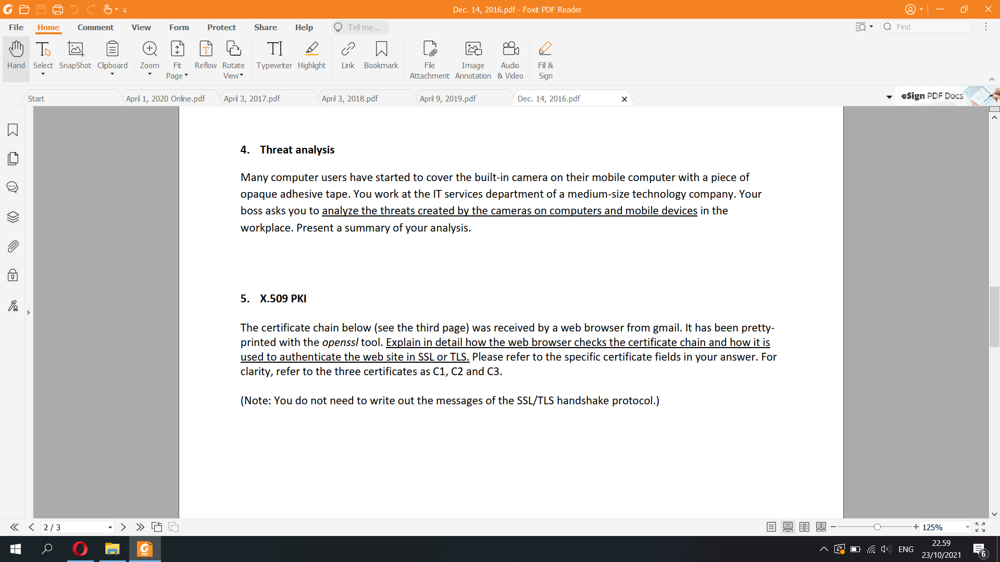 Dec. 14, 2016.pdf - Foxit PDF Reader
File Home Comment View Form Protect Share Help Tell me... Find
Hand Select SnapShot Clipboard Zoom Fit Page Reflow Rotate View Typewriter Highlight Link Bookmark File Attachment Image Annotation Audio & Video Fill & Sign
Start April 1, 2020 Online.pdf April 3, 2017.pdf April 3, 2018.pdf April 9, 2019.pdf Dec. 14, 2016.pdf eSign PDF Docs
4. Threat analysis
Many computer users have started to cover the built-in camera on their mobile computer with a piece of
opaque adhesive tape. You work at the IT services department of a medium-size technology company. Your
boss asks you to analyze the threats created by the cameras on computers and mobile devices in the
workplace. Present a summary of your analysis.
5. X.509 PKI
The certificate chain below (see the third page) was received by a web browser from gmail. It has been pretty-
printed with the openssl tool. Explain in detail how the web browser checks the certificate chain and how it is
used to authenticate the web site in SSL or TLS. Please refer to the specific certificate fields in your answer. For
clarity, refer to the three certificates as C1, C2 and C3.
(Note: You do not need to write out the messages of the SSL/TLS handshake protocol.)
2 / 3 125%
PDF ENG 22.59
23/10/2021 6